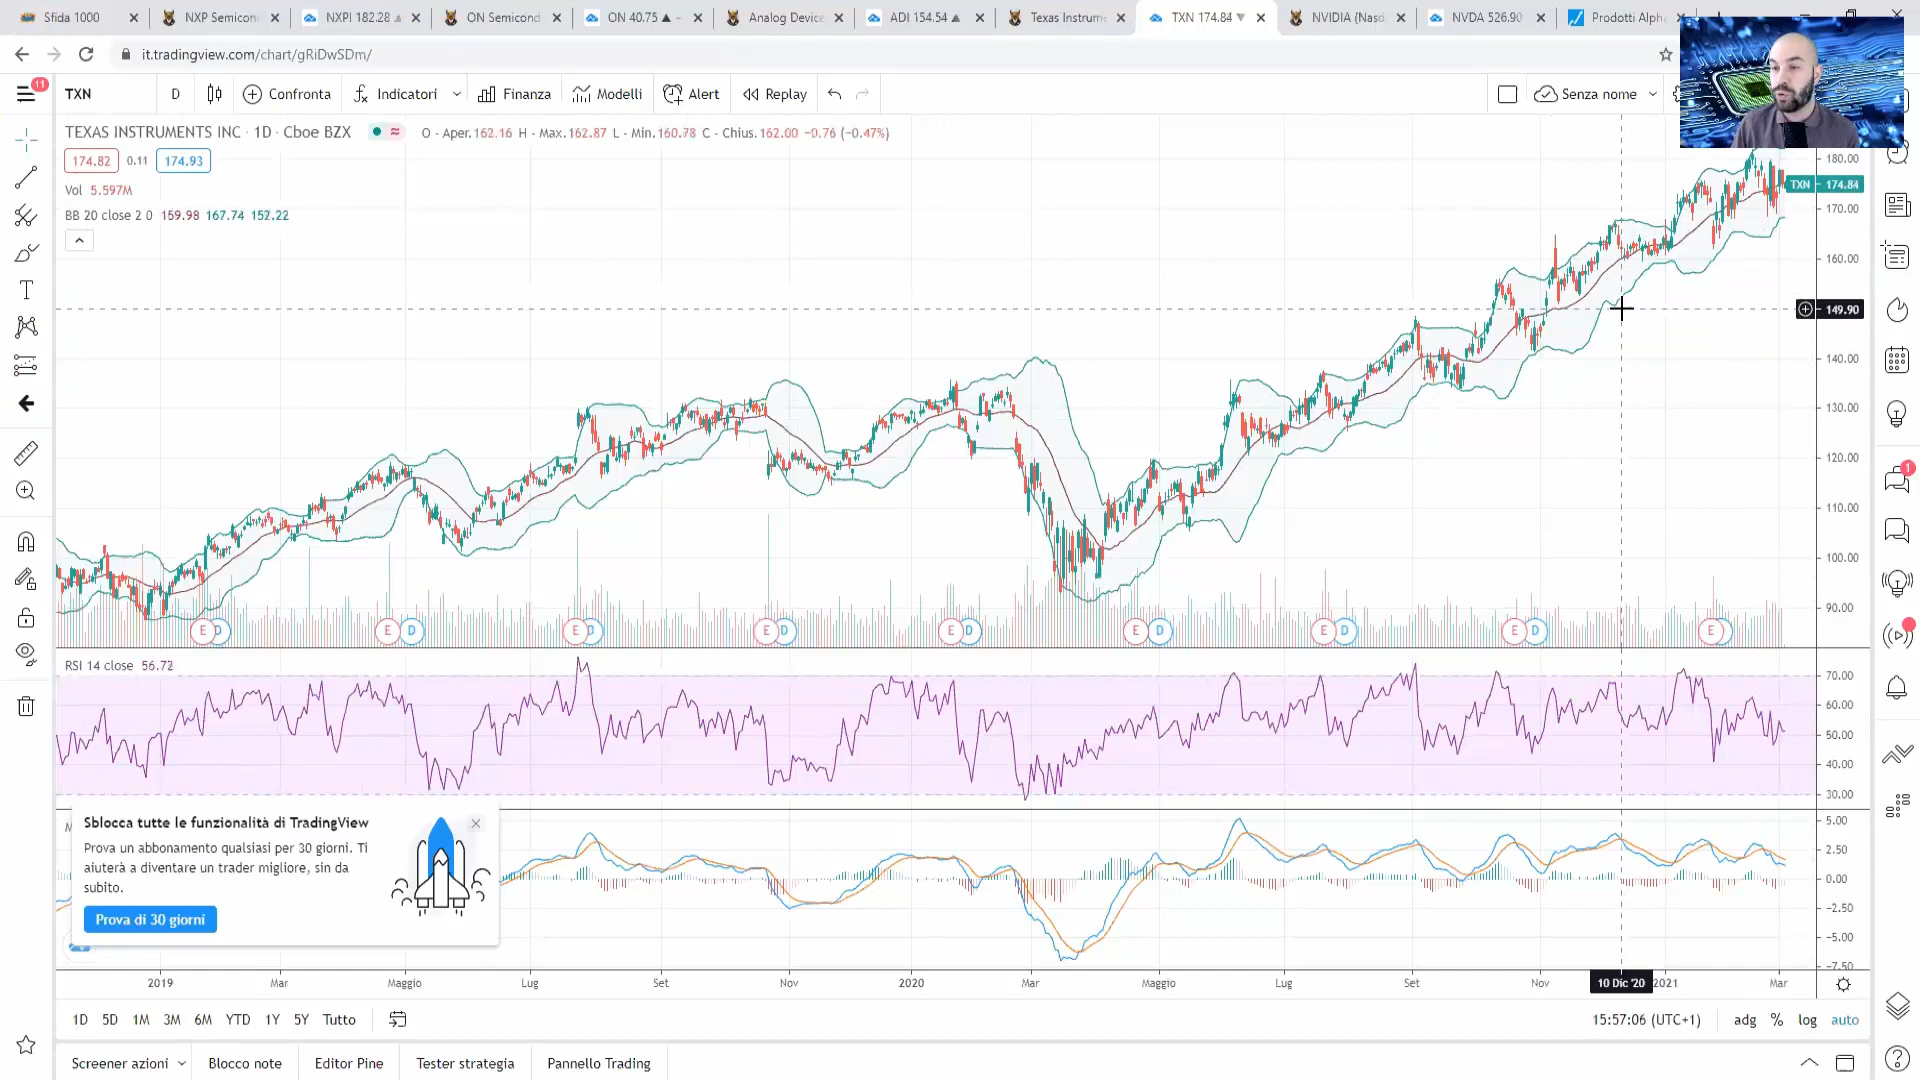 Sfida 1000
NXP Semicon
NXPI 182.28 ▲
ON Semicond
ON 40.75 ▲
Analog Device
ADI 154.54 ▲
Texas Instrum
TXN 174.84 ▼
NVIDIA (Nasd
NVDA 526.90
Prodotti Alpha
it.tradingview.com/chart/gRiDwSDm/
11
TXN
D
Confronta
Indicatori
Finanza
Modelli
Alert
Replay
Senza nome
TEXAS INSTRUMENTS INC · 1D · Cboe BZX
O - Aper.162.16 H - Max.162.87 L - Min.160.78 C - Chius.162.00 −0.76 (−0.47%)
174.82 0.11 174.93
Vol 5.597M
BB 20 close 2 0 159.98 167.74 152.22
180.00
TXN 174.84
170.00
160.00
149.90
140.00
130.00
120.00
110.00
100.00
90.00
E D E D E D E D E D E D E D E D E
RSI 14 close 56.72
70.00
60.00
50.00
40.00
30.00
Sblocca tutte le funzionalità di TradingView
Prova un abbonamento qualsiasi per 30 giorni. Ti
aiuterà a diventare un trader migliore, sin da
subito.
Prova di 30 giorni
5.00
2.50
0.00
−2.50
−5.00
−7.50
2019 Mar Maggio Lug Set Nov 2020 Mar Maggio Lug Set Nov 10 Dic '20 2021 Mar
1D 5D 1M 3M 6M YTD 1Y 5Y Tutto
15:57:06 (UTC+1) adg % log auto
Screener azioni Blocco note Editor Pine Tester strategia Pannello Trading
1